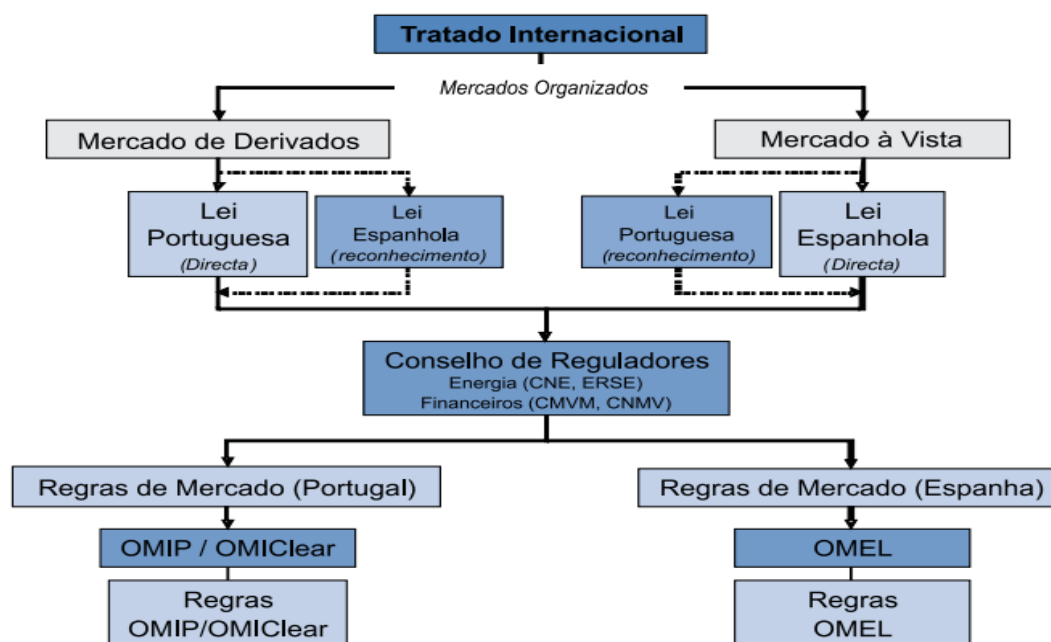 Tratado Internacional
Mercados Organizados
Mercado de Derivados
Mercado à Vista
Lei
Portuguesa
(Directa)
Lei
Espanhola
(reconhecimento)
Lei
Portuguesa
(reconhecimento)
Lei
Espanhola
(Directa)
Conselho de Reguladores
Energia (CNE, ERSE)
Financeiros (CMVM, CNMV)
Regras de Mercado (Portugal)
Regras de Mercado (Espanha)
OMIP / OMIClear
OMEL
Regras
OMIP/OMIClear
Regras
OMEL